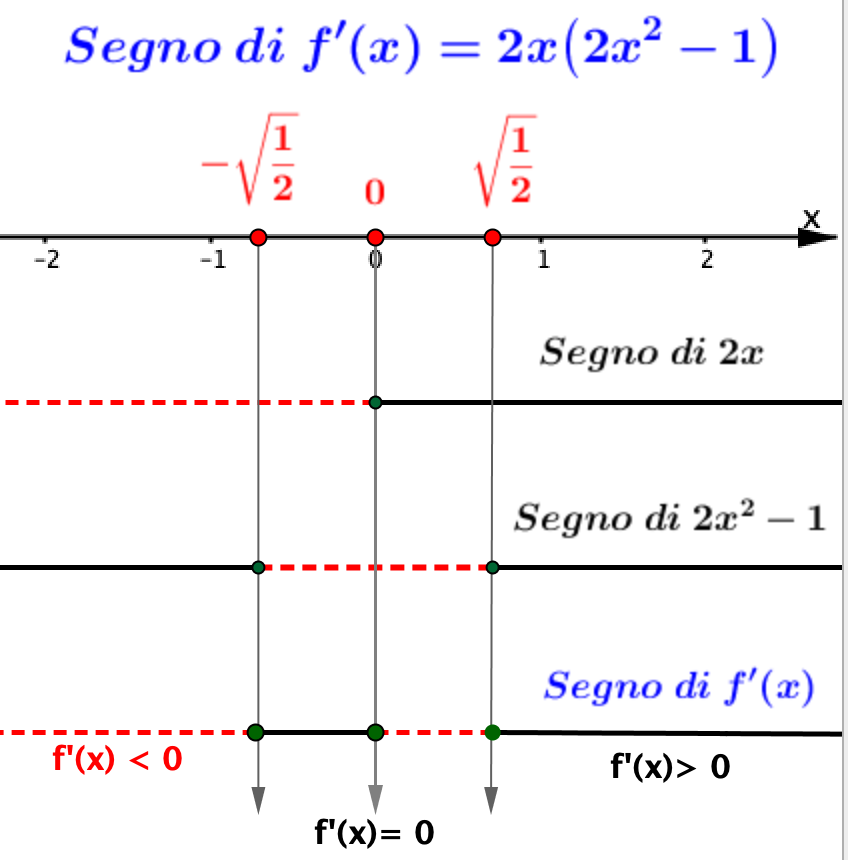 Segno di f'(x) = 2x(2x² − 1)
−√(1/2) 0 √(1/2)
x
-2 -1 0 1 2
Segno di 2x
Segno di 2x² − 1
Segno di f'(x)
f'(x) < 0
f'(x)> 0
f'(x)= 0